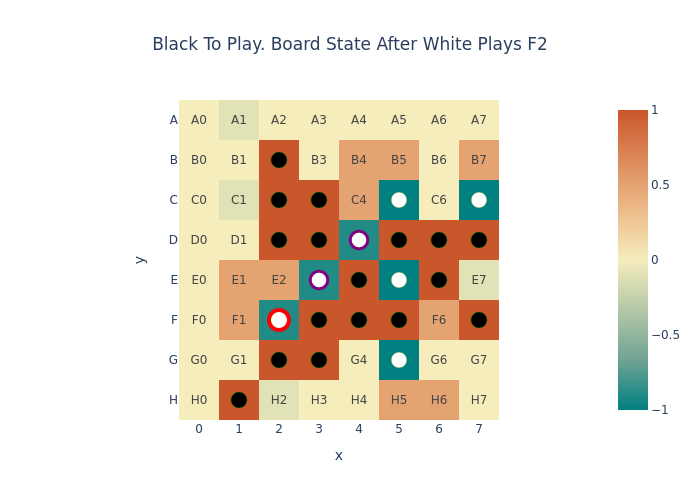 Black To Play. Board State After White Plays F2
A A0 A1 A2 A3 A4 A5 A6 A7 1
B B0 B1 B3 B4 B5 B6 B7
C C0 C1 C4 C6 0.5
D D0 D1
y 0
E E0 E1 E2 E7
F F0 F1 F6 −0.5
G G0 G1 G4 G6 G7
H H0 H2 H3 H4 H5 H6 H7 −1
0 1 2 3 4 5 6 7
x